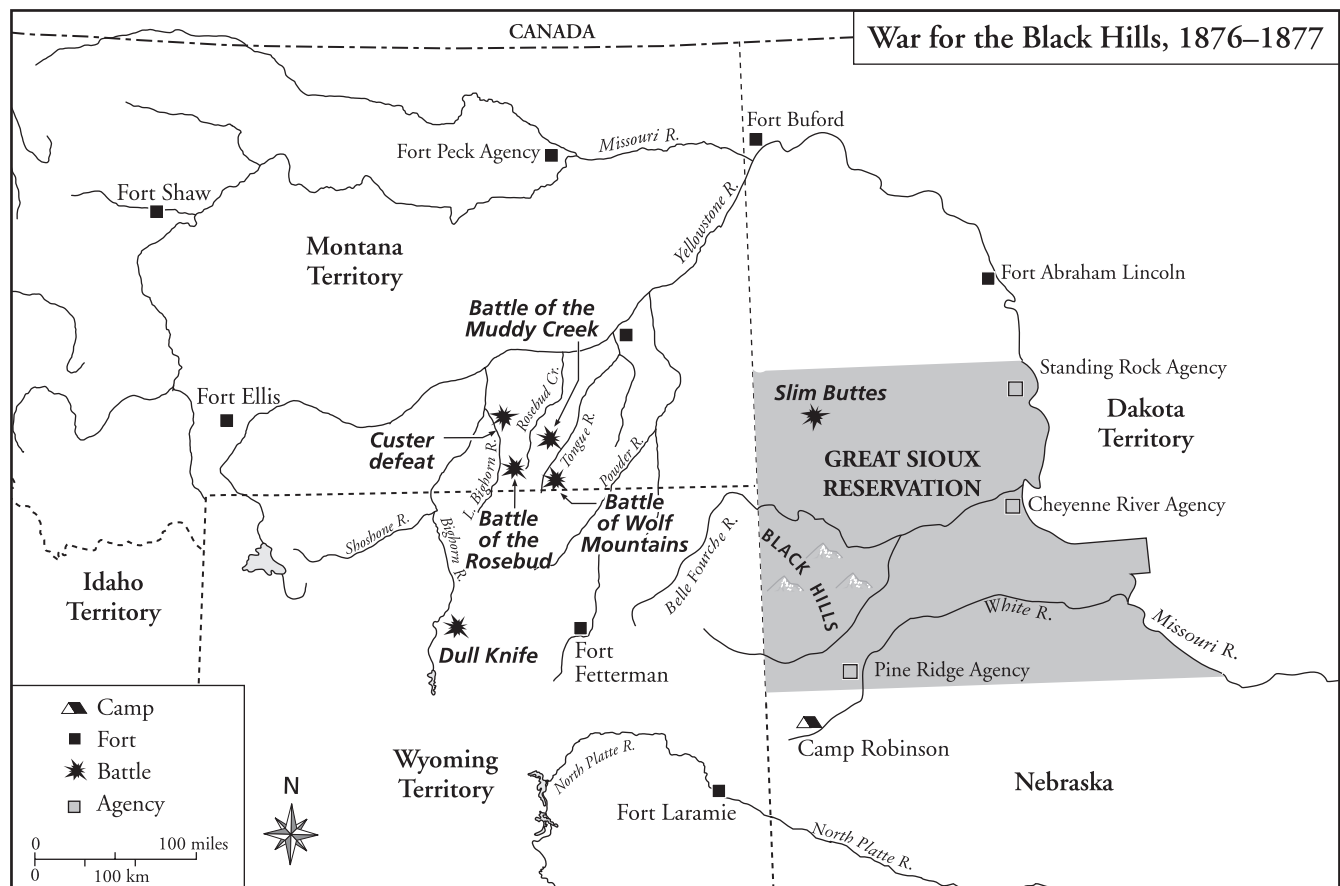 CANADA
War for the Black Hills, 1876–1877
Fort Buford
Missouri R.
Fort Peck Agency
Fort Shaw
Yellowstone R.
Montana
Territory
Fort Abraham Lincoln
Battle of the
Muddy Creek
Standing Rock Agency
Fort Ellis
Slim Buttes
Rosebud Cr.
Dakota
Territory
Custer
defeat
Tongue R.
L. Bighorn R.
Powder R.
GREAT SIOUX
RESERVATION
Cheyenne River Agency
Battle
of the
Rosebud
Battle
of Wolf
Mountains
Shoshone R.
Bighorn R.
Belle Fourche R.
BLACK HILLS
Idaho
Territory
White R.
Missouri R.
Dull Knife
Fort
Fetterman
Pine Ridge Agency
Camp Robinson
Wyoming
Territory
North Platte R.
Nebraska
Fort Laramie
North Platte R.
Camp
Fort
Battle
Agency
0 100 miles
0 100 km
N